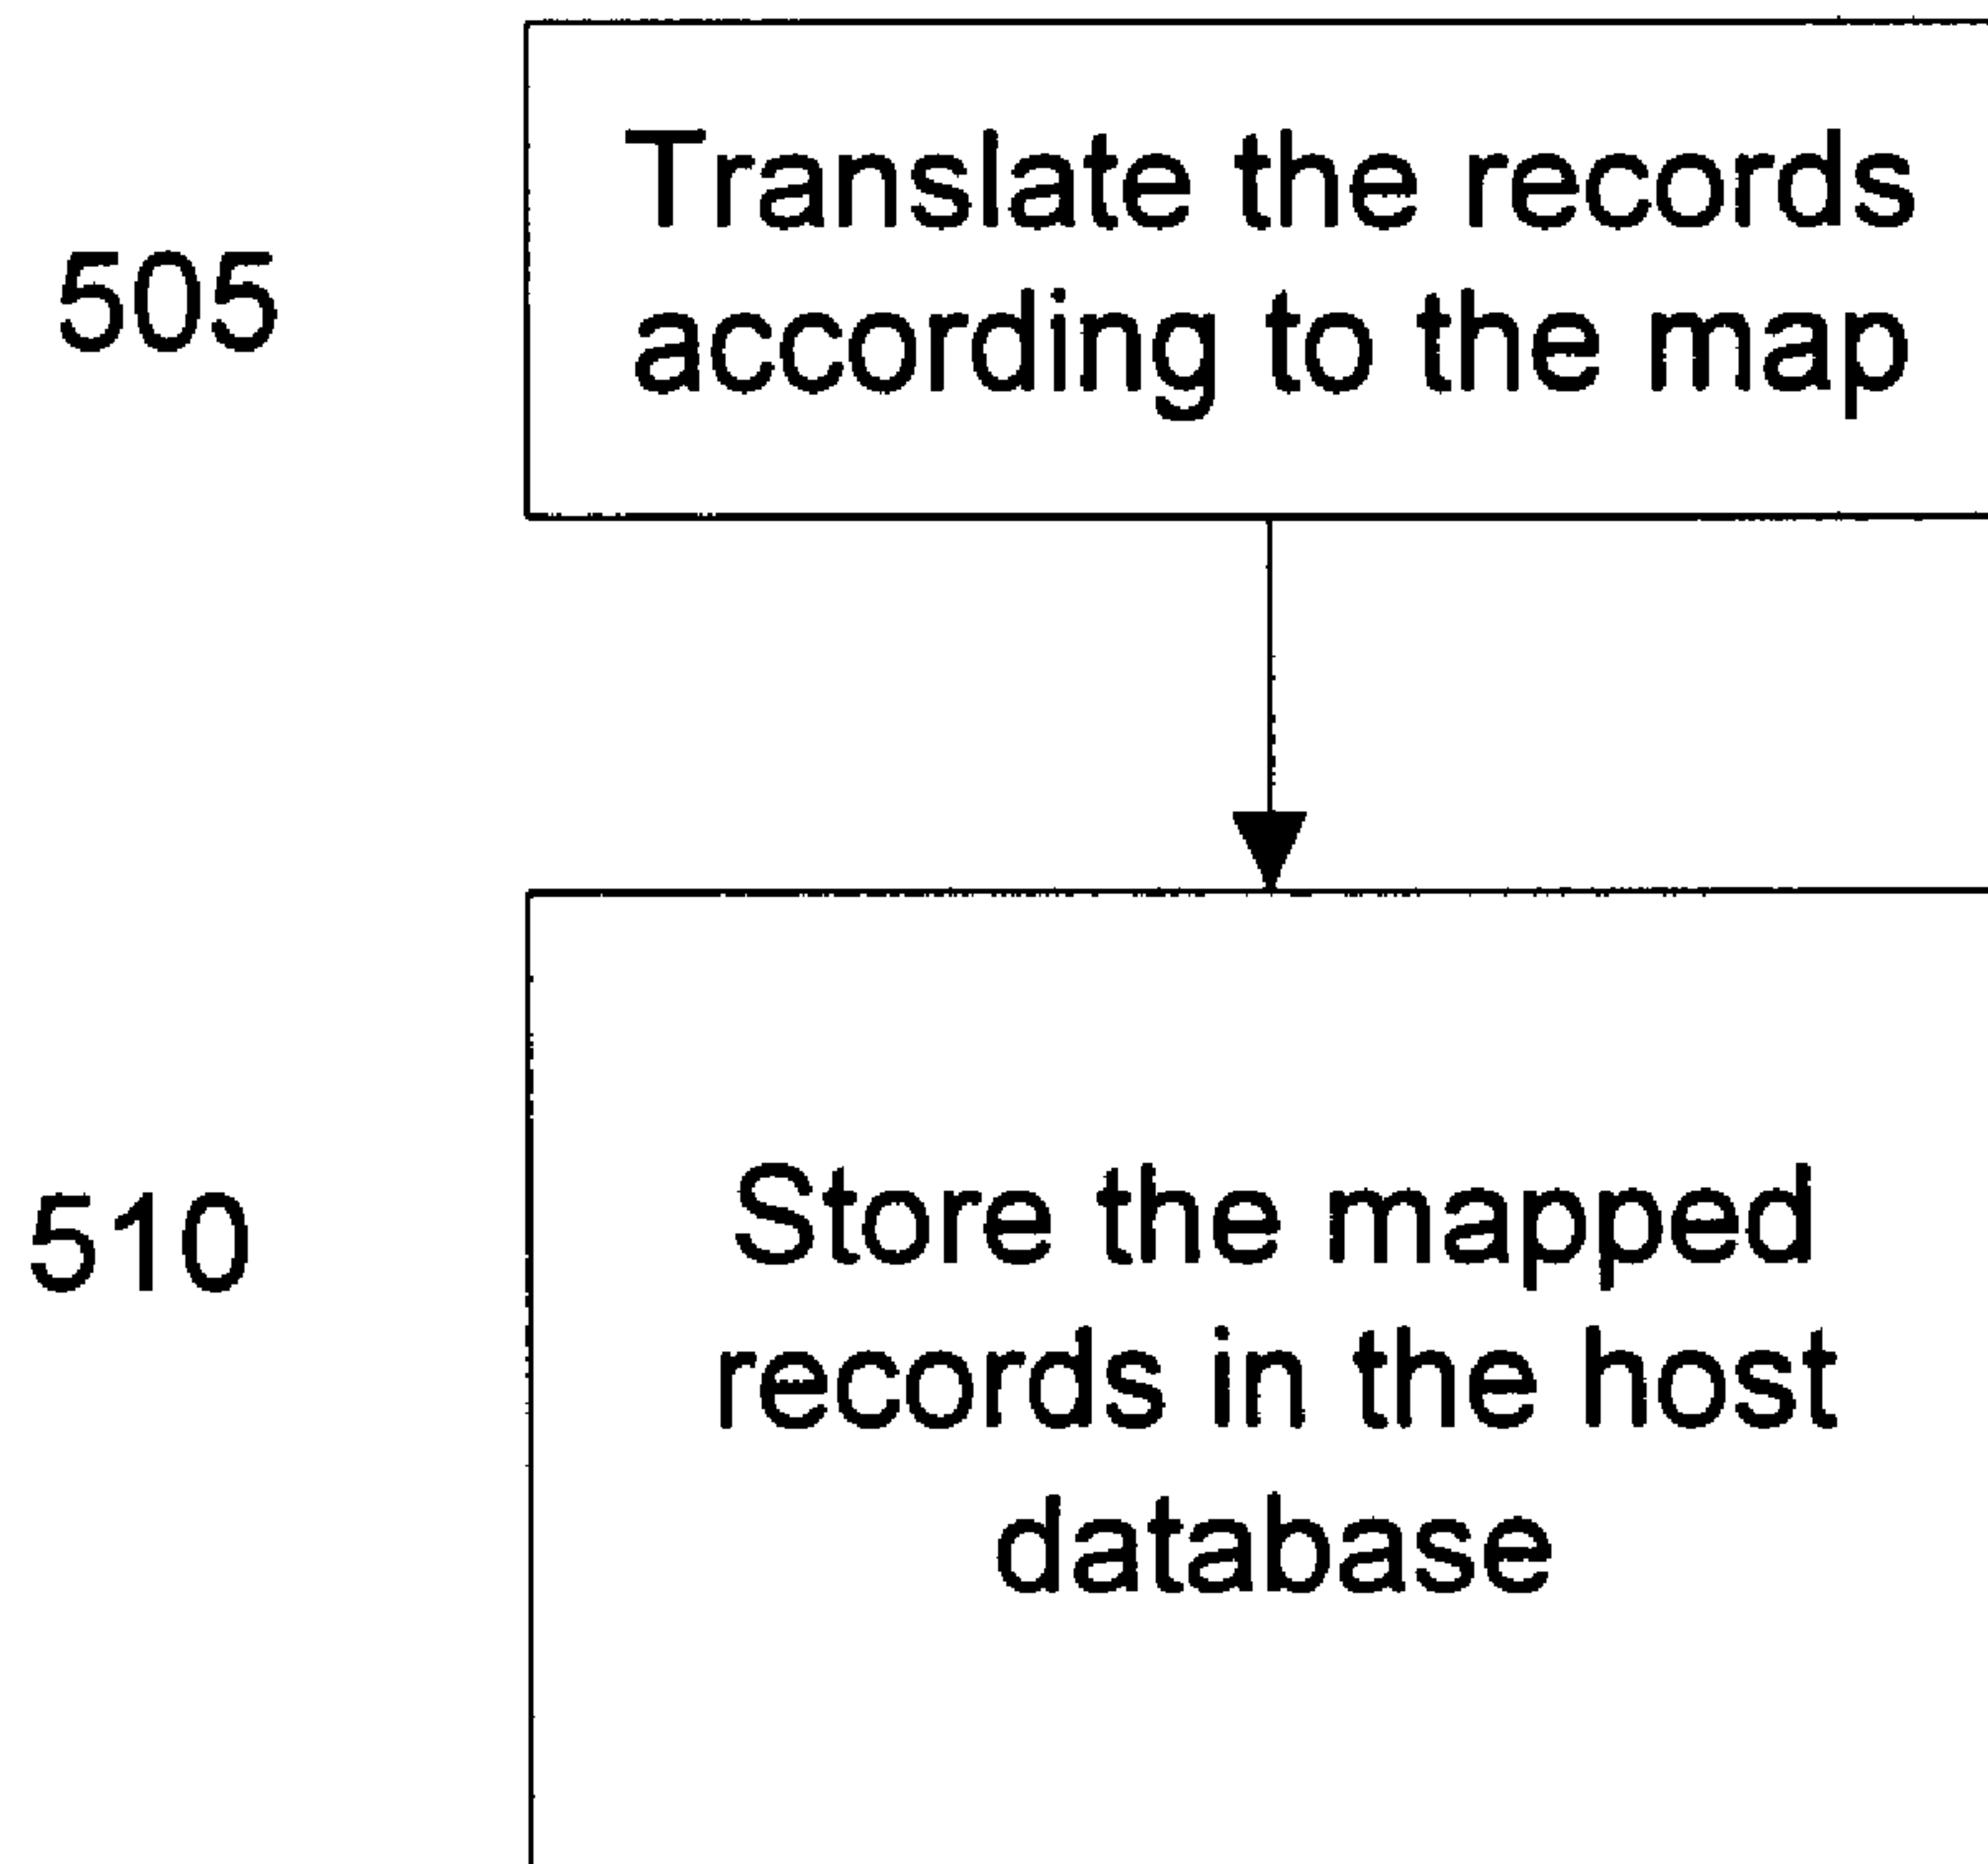 505
Translate the records
according to the map
510
Store the mapped
records in the host
database